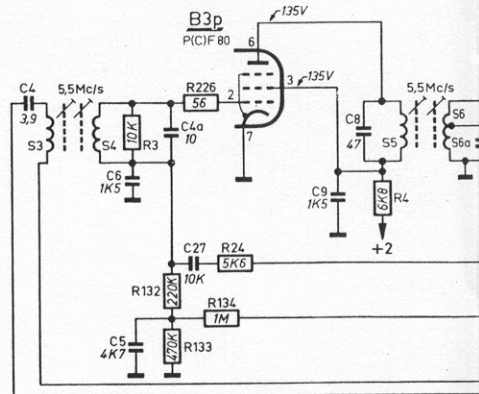 B3p
P(C)F80
135V
6
135V
3
2
7
C4
3,9
5,5Mc/s
S3
S4
10K
R3
C4a
10
R226
56
C6
1K5
C8
47
5,5Mc/s
S5
S6
S6a
C9
1K5
6K8
R4
+2
C27
10K
R24
5K6
R132
220K
R134
1M
C5
4K7
470K
R133